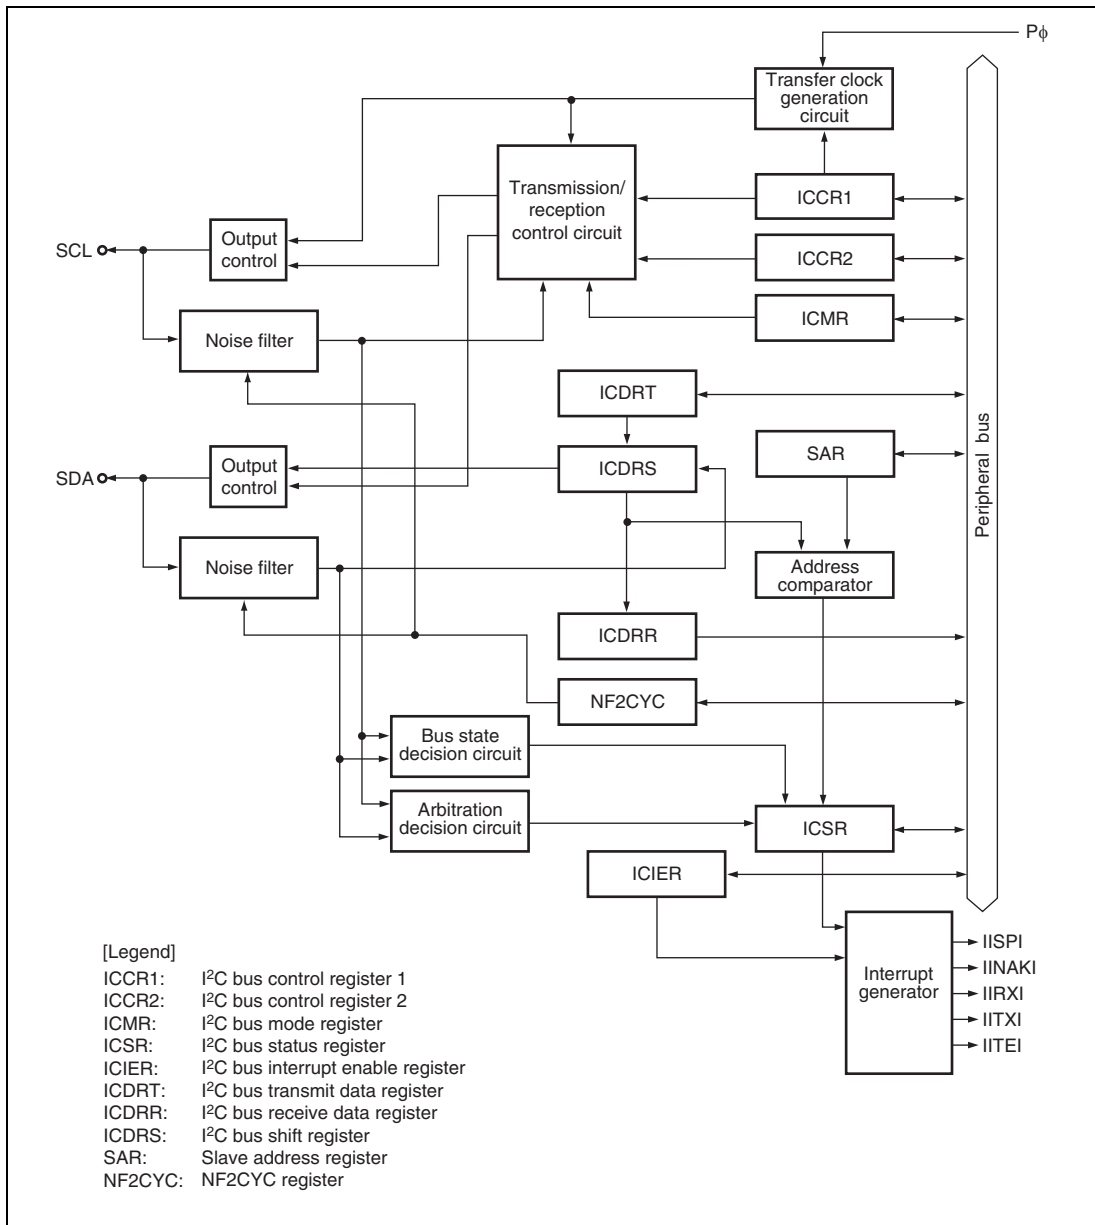 Pφ
Transfer clock
generation
circuit
Transmission/
reception
control circuit
ICCR1
SCL
Output
control
ICCR2
ICMR
Noise filter
ICDRT
Peripheral bus
SDA
Output
control
ICDRS
SAR
Noise filter
Address
comparator
ICDRR
NF2CYC
Bus state
decision circuit
Arbitration
decision circuit
ICSR
ICIER
Interrupt
generator
IISPI
IINAKI
IIRXI
IITXI
IITEI
[Legend]
ICCR1: I²C bus control register 1
ICCR2: I²C bus control register 2
ICMR: I²C bus mode register
ICSR: I²C bus status register
ICIER: I²C bus interrupt enable register
ICDRT: I²C bus transmit data register
ICDRR: I²C bus receive data register
ICDRS: I²C bus shift register
SAR: Slave address register
NF2CYC: NF2CYC register